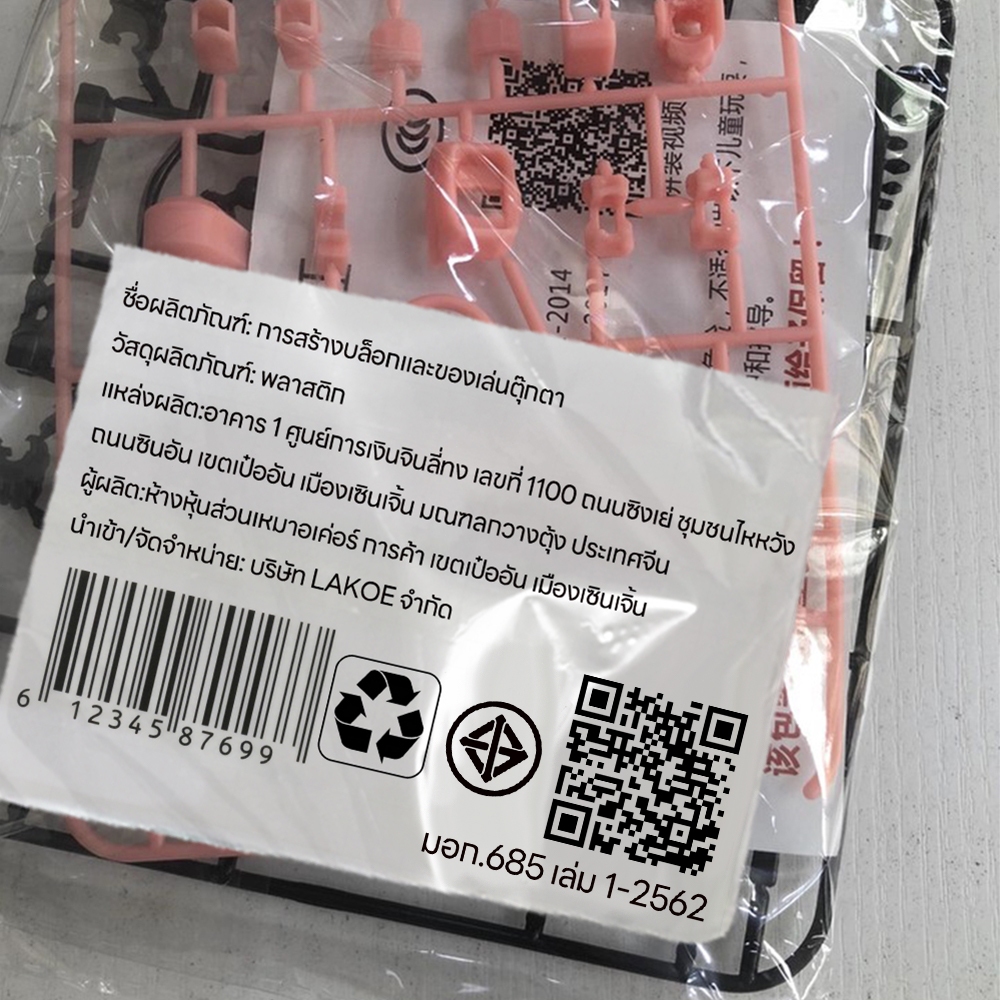 拼装视频
-2014
该包
ชื่อผลิตภัณฑ์: การสร้างบล็อกและของเล่นตุ๊กตา
วัสดุผลิตภัณฑ์: พลาสติก
แหล่งผลิต:อาคาร 1 ศูนย์การเงินจินลี่ทง เลขที่ 1100 ถนนซิงเย่ ชุมชนไหหวัง
ถนนซินอัน เขตเป๋ออัน เมืองเซินเจิ้น มณฑลกวางตุ้ง ประเทศจีน
ผู้ผลิต:ห้างหุ้นส่วนเหมาอเค่อร์ การค้า เขตเป๋ออัน เมืองเซินเจิ้น
นำเข้า/จัดจำหน่าย: บริษัท LAKOE จำกัด
6 12345 87699
มอก.685 เล่ม 1-2562